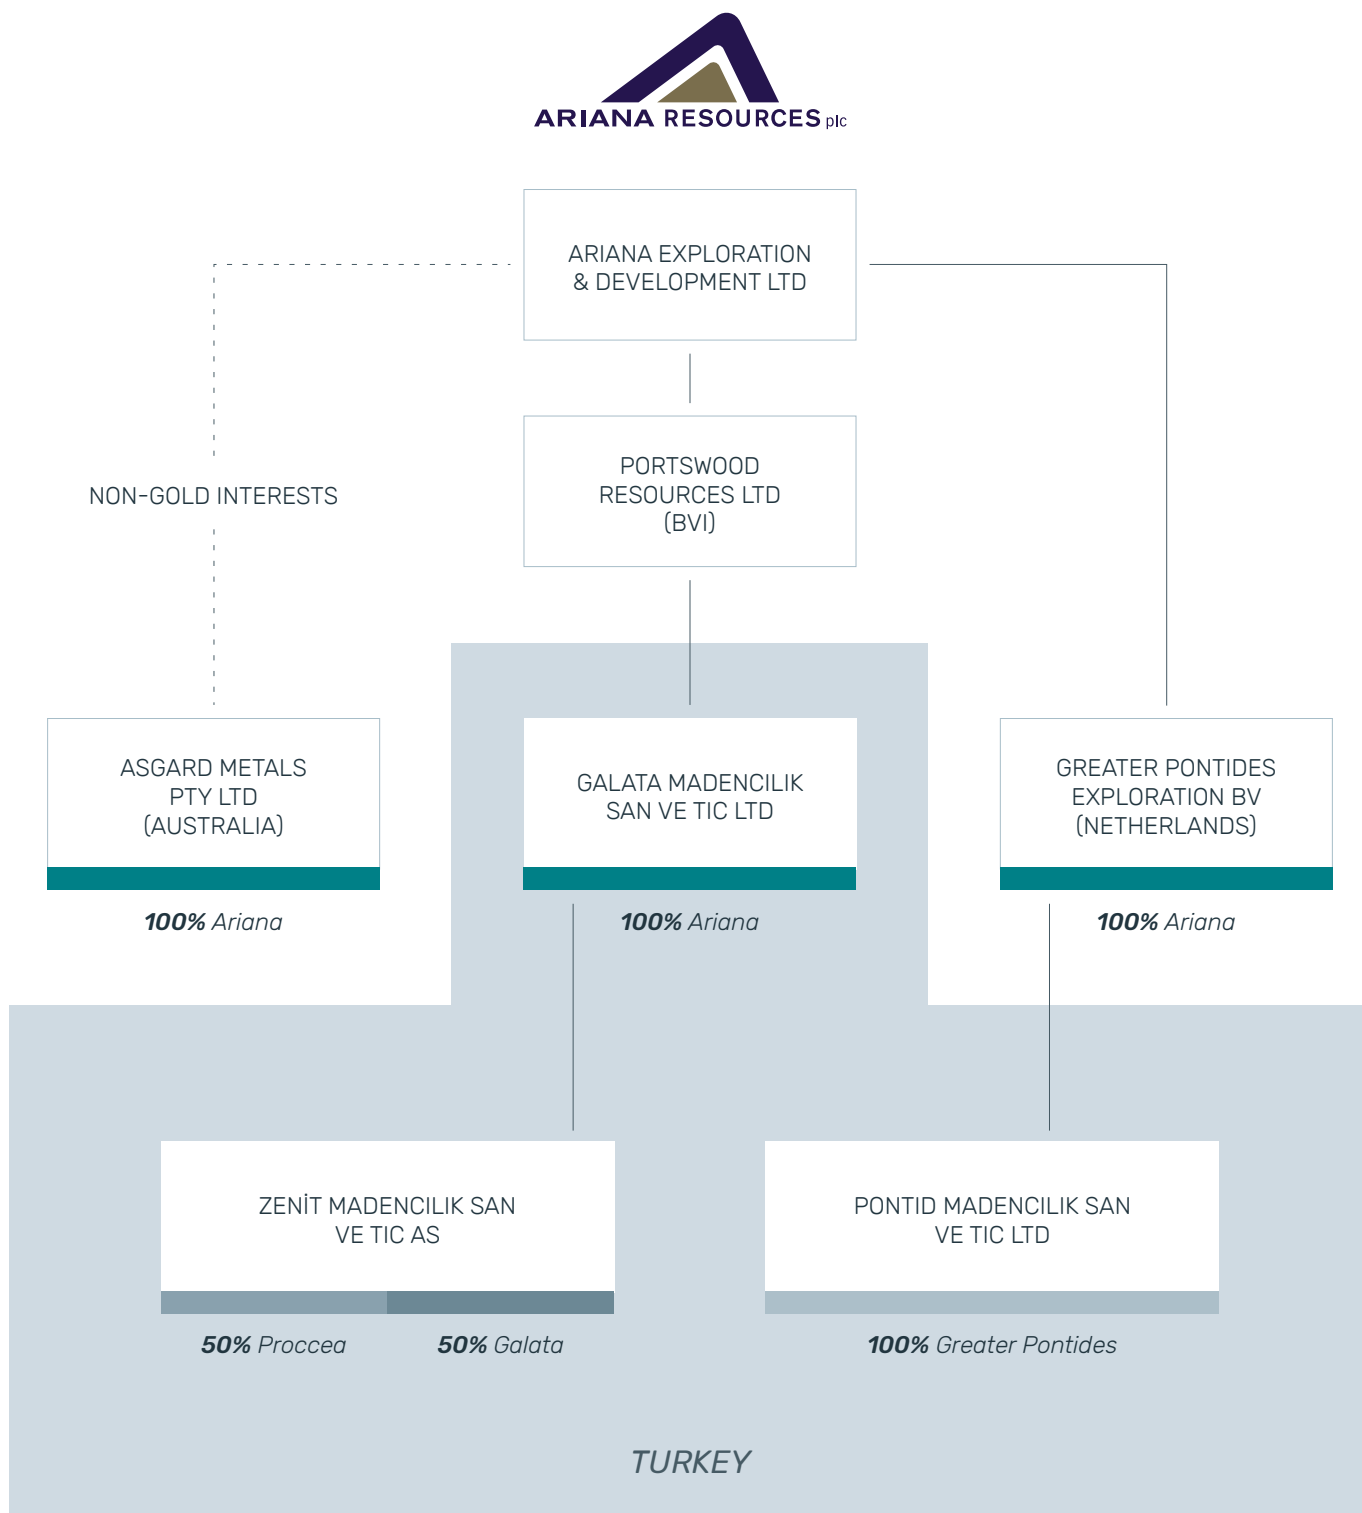 ARIANA RESOURCES plc
ARIANA EXPLORATION
& DEVELOPMENT LTD
PORTSWOOD
RESOURCES LTD
(BVI)
NON-GOLD INTERESTS
ASGARD METALS
PTY LTD
(AUSTRALIA)
100% Ariana
GALATA MADENCILIK
SAN VE TIC LTD
100% Ariana
GREATER PONTIDES
EXPLORATION BV
(NETHERLANDS)
100% Ariana
ZENİT MADENCILIK SAN
VE TIC AS
50% Proccea
50% Galata
PONTID MADENCILIK SAN
VE TIC LTD
100% Greater Pontides
TURKEY